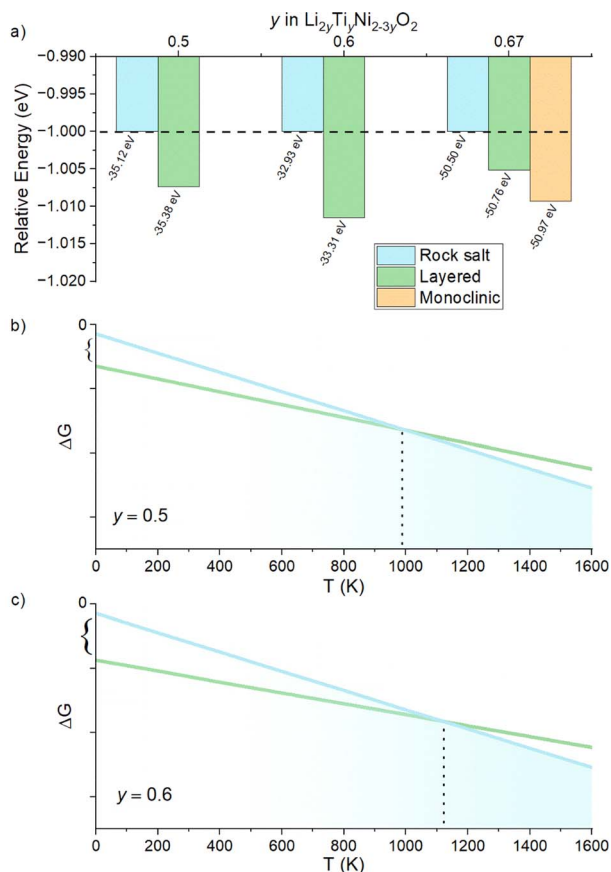 y in Li2yTiyNi2-3yO2
a)
0.5 0.6 0.67
Relative Energy (eV)
−0.990
−0.995
−1.000
−1.005
−1.010
−1.015
−1.020
-35.12 eV
-35.38 eV
-32.93 eV
-33.31 eV
-50.50 eV
-50.76 eV
-50.97 eV
Rock salt
Layered
Monoclinic
b)
0
{
ΔG
y = 0.5
0 200 400 600 800 1000 1200 1400 1600
T (K)
c)
0
{
ΔG
y = 0.6
0 200 400 600 800 1000 1200 1400 1600
T (K)